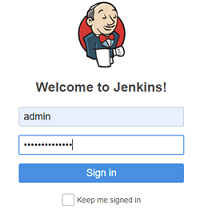 Welcome to Jenkins!
admin
••••••••••••••
Sign in
Keep me signed in